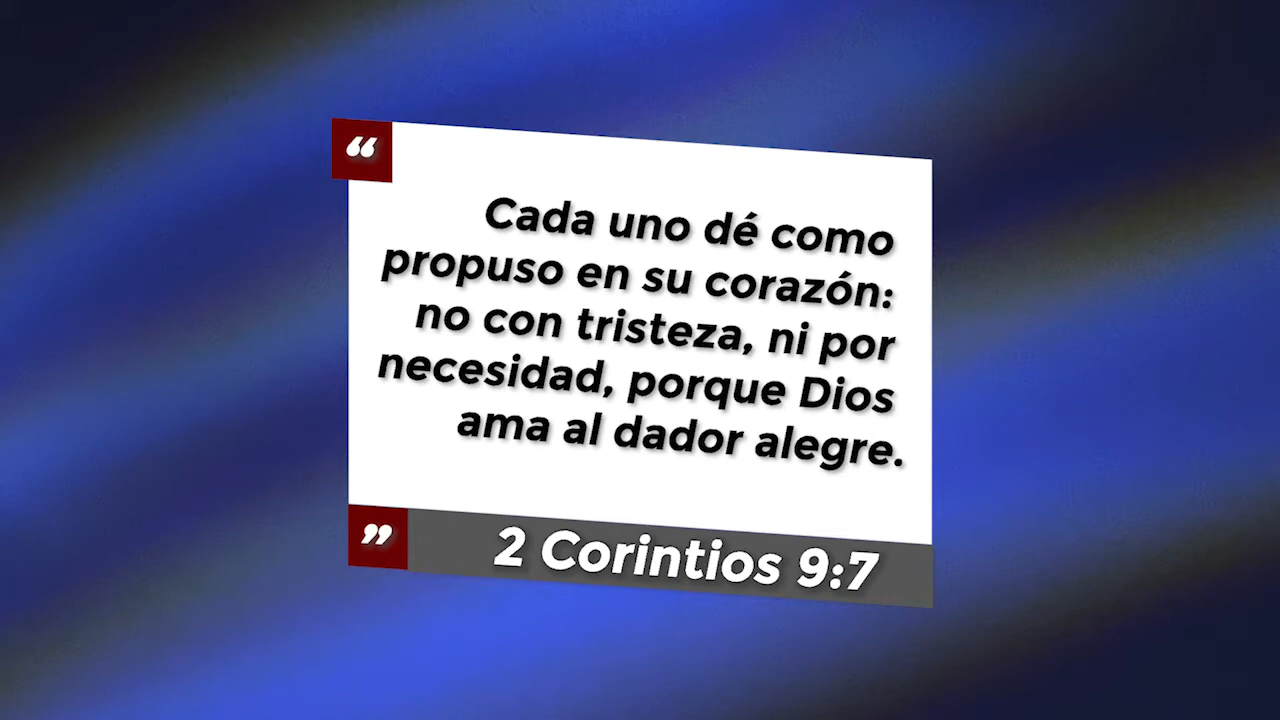 “
Cada uno dé como
propuso en su corazón:
no con tristeza, ni por
necesidad, porque Dios
ama al dador alegre.
”
2 Corintios 9:7